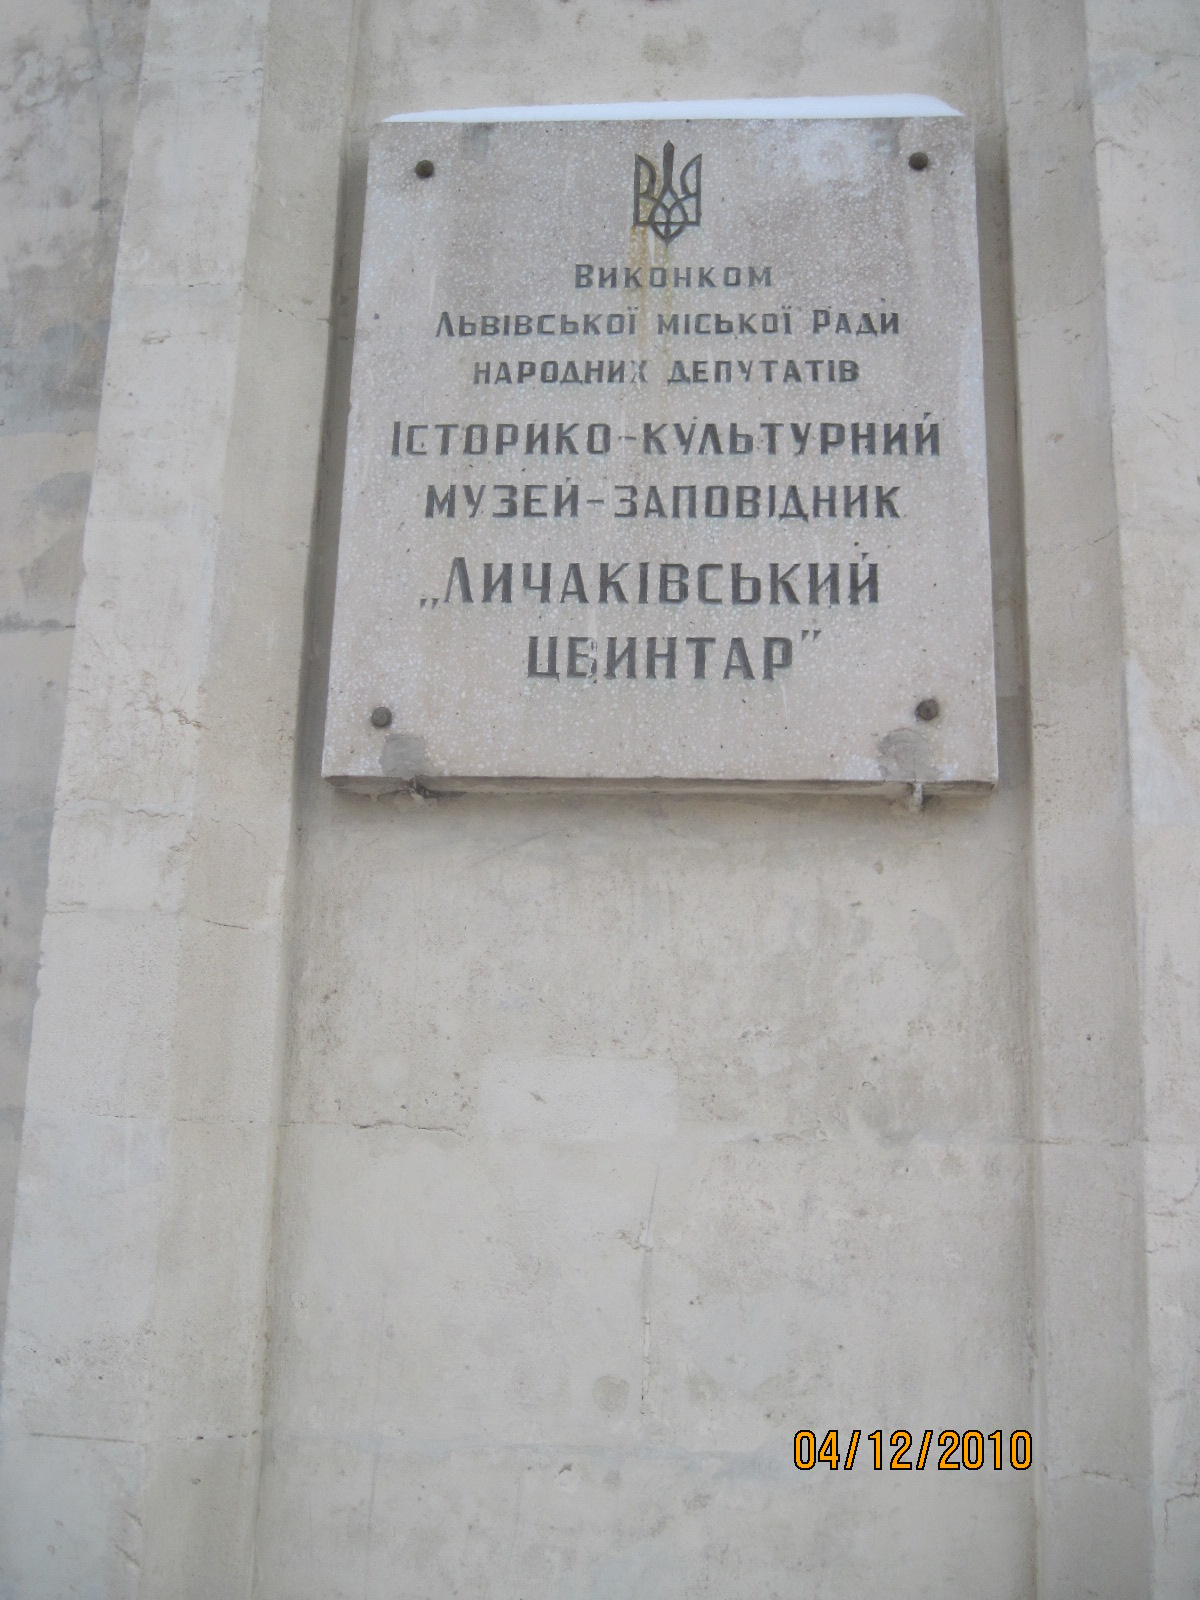 Виконком
Львівської міської Ради
народних депутатів
Історико-культурний
музей-заповідник
„Личаківський
цвинтар”
04/12/2010